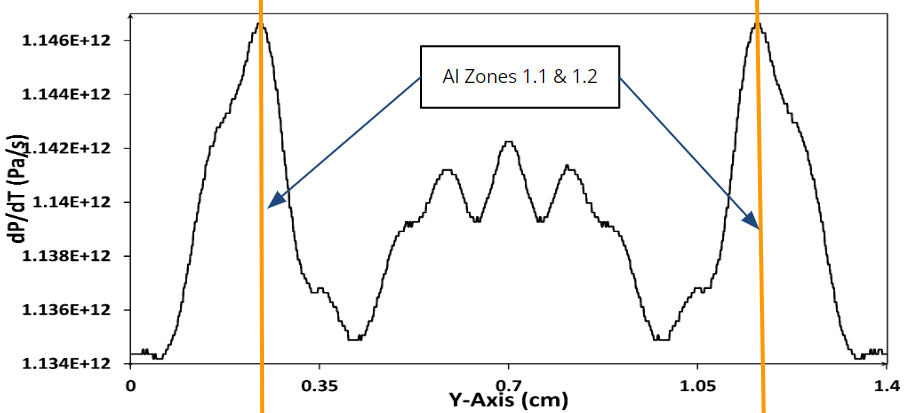 1.146E+12
AI Zones 1.1 & 1.2
1.144E+12
1.142E+12
dP/dT (Pa/s)
1.14E+12
1.138E+12
1.136E+12
1.134E+12
0 0.35 0.7 1.05 1.4
Y-Axis (cm)